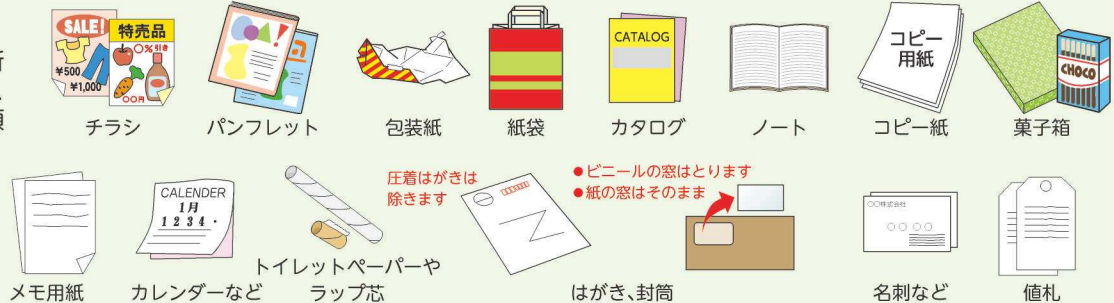 SALE!
特売品
〇%引き
¥500
¥1,000
〇〇円
CATALOG
コピー
用紙
CHOCO
チラシ
パンフレット
包装紙
紙袋
カタログ
ノート
コピー紙
菓子箱
圧着はがきは
除きます
●ビニールの窓はとります
●紙の窓はそのまま
CALENDER
1月
1 2 3 4 ・
〇〇株式会社
〇〇〇〇
メモ用紙
カレンダーなど
トイレットペーパーや
ラップ芯
はがき、封筒
名刺など
値札